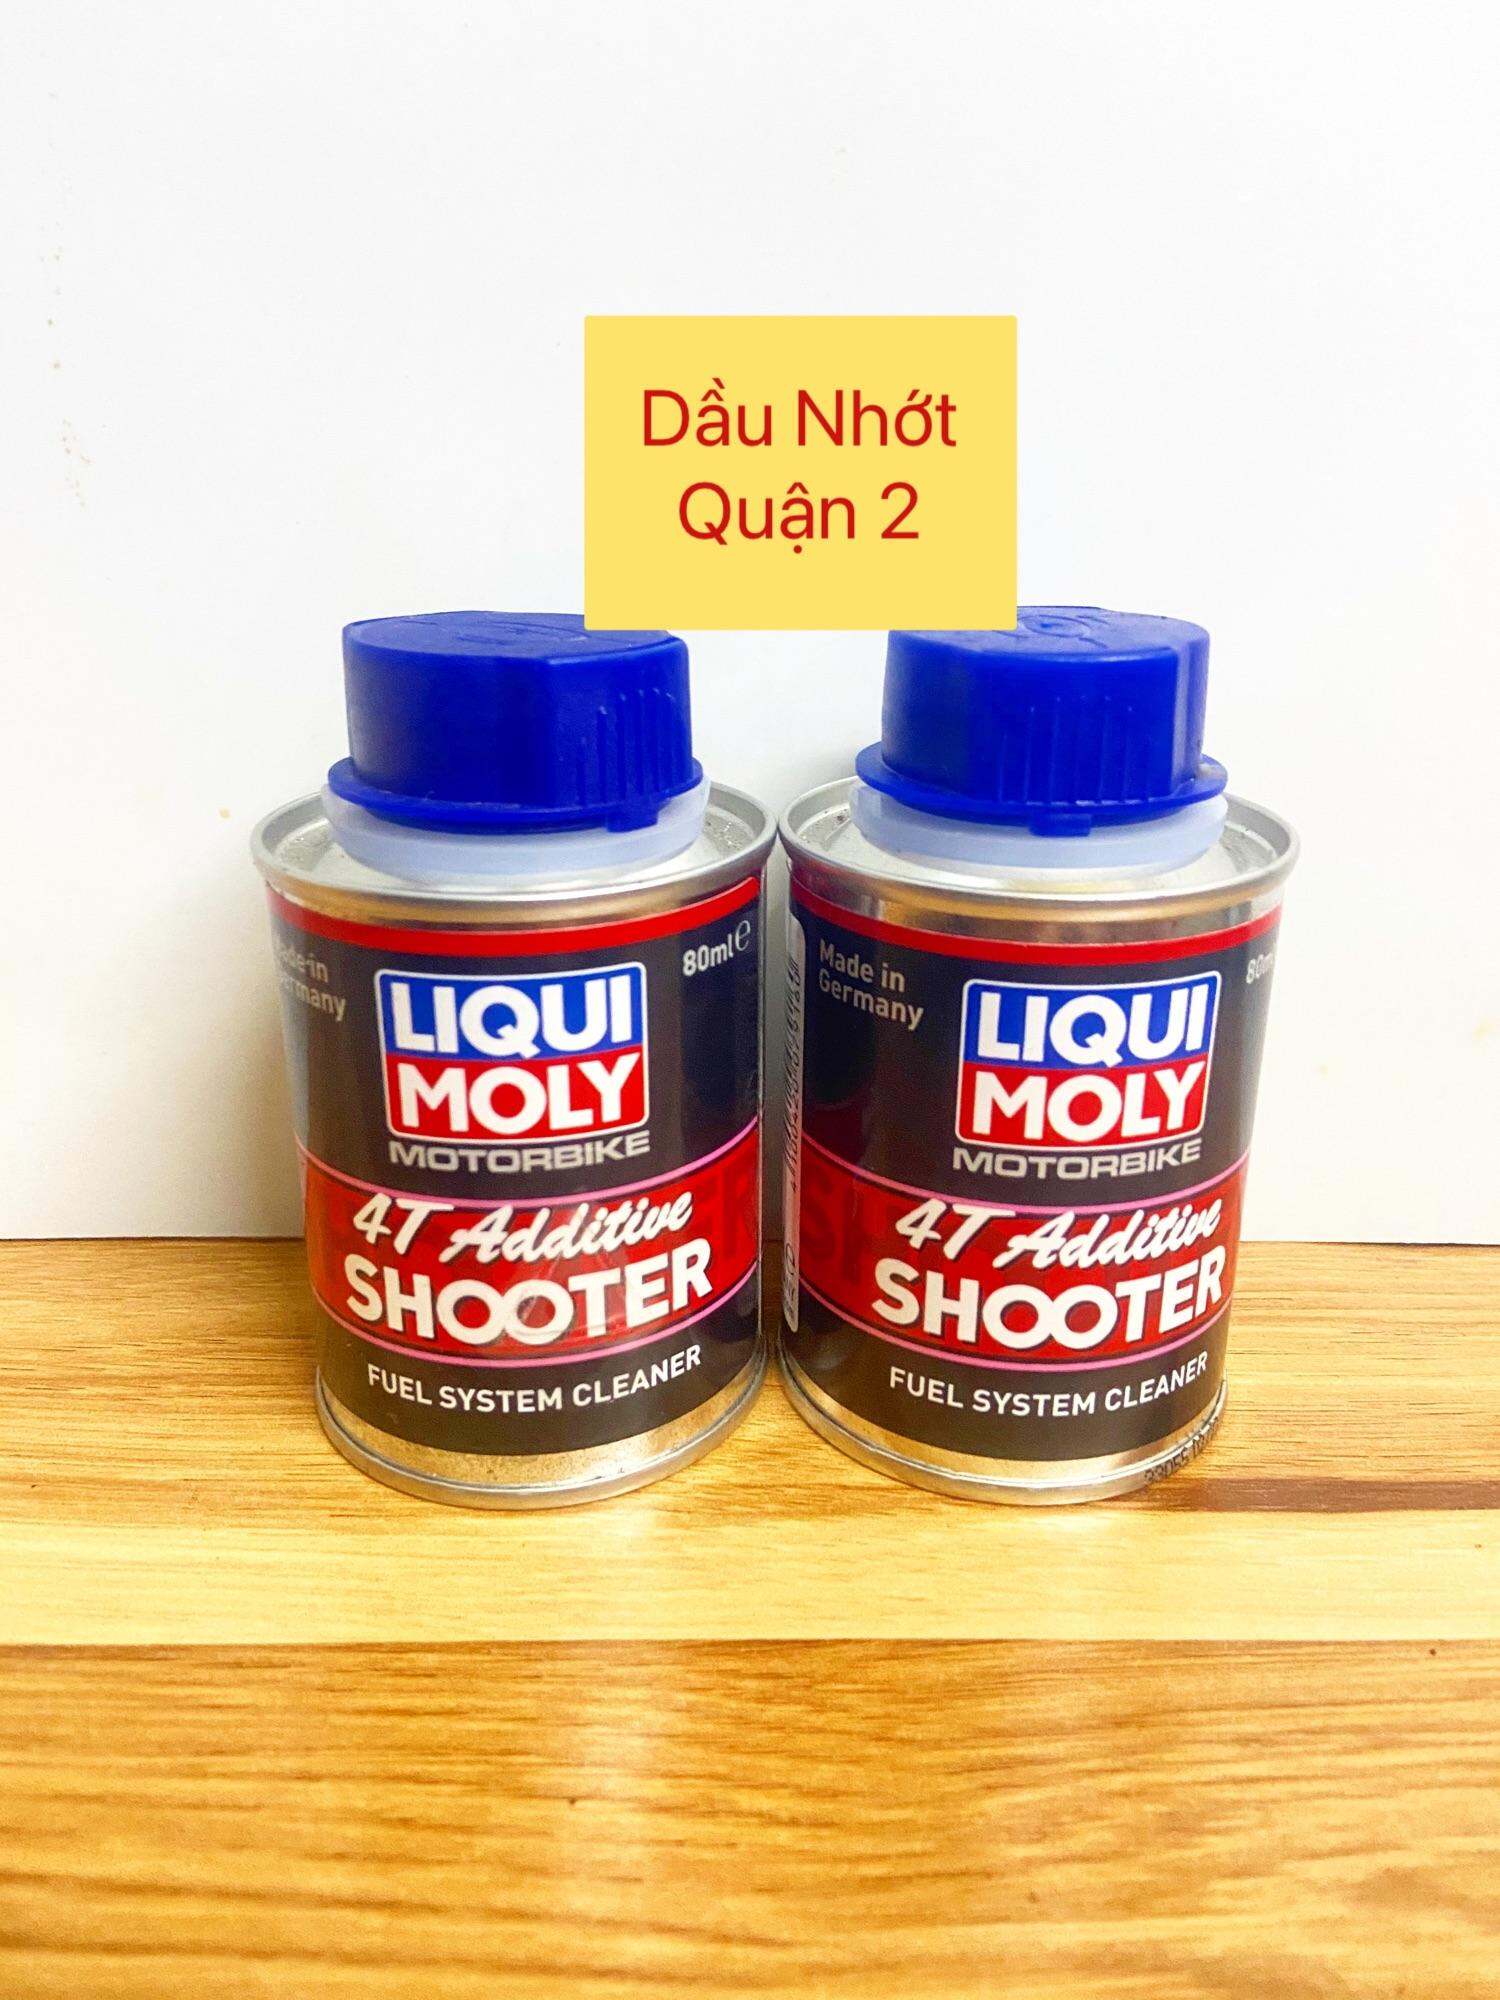 Dầu Nhớt
Quận 2
Made in
Germany
80ml e
LIQUI
MOLY
MOTORBIKE
4T Additive
SHOOTER
FUEL SYSTEM CLEANER
Made in
Germany
LIQUI
MOLY
MOTORBIKE
4T Additive
SHOOTER
FUEL SYSTEM CLEANER